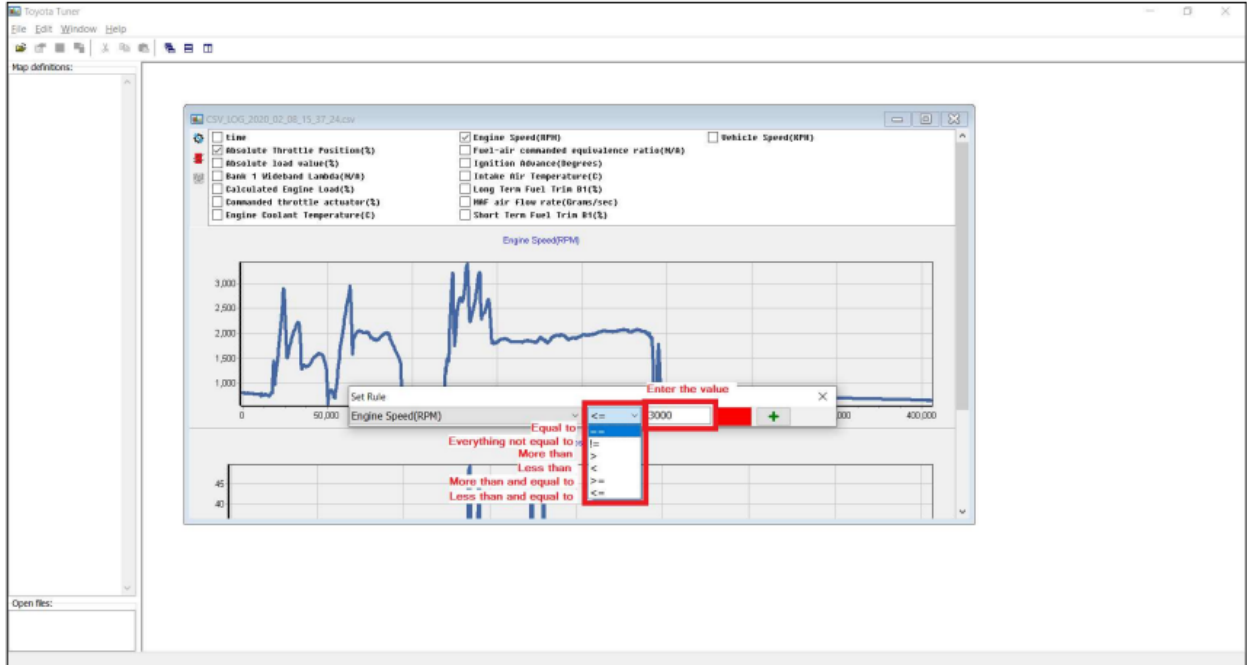 Toyota Tuner
File Edit Window Help
Map definitions:
CSV_LOG_2020_02_08_15_37_24.csv
time
Engine Speed(RPM)
Vehicle Speed(KPH)
Absolute Throttle Position(%)
Fuel-air commanded equivalence ratio(N/A)
Absolute load value(%)
Ignition Advance(Degrees)
Bank 1 Wideband Lambda(N/A)
Intake Air Temperature(C)
Calculated Engine Load(%)
Long Term Fuel Trim B1(%)
Commanded throttle actuator(%)
MAF air flow rate(Grams/sec)
Engine Coolant Temperature(C)
Short Term Fuel Trim B1(%)
Engine Speed(RPM)
3,000
2,500
2,000
1,500
1,000
Enter the value
Set Rule
Engine Speed(RPM) <= 3000
0 50,000 400,000
Equal to ==
Everything not equal to !=
More than >
Less than <
More than and equal to >=
Less than and equal to <=
45
40
Open files: